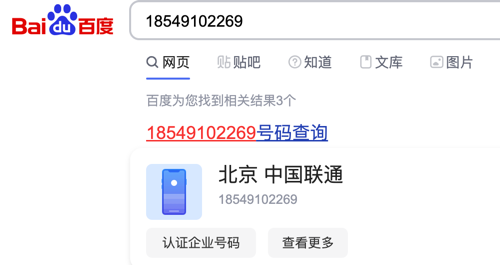 Bai du 百度
18549102269
网页 贴吧 知道 文库 图片
百度为您找到相关结果3个
18549102269号码查询
北京 中国联通
18549102269
认证企业号码 查看更多